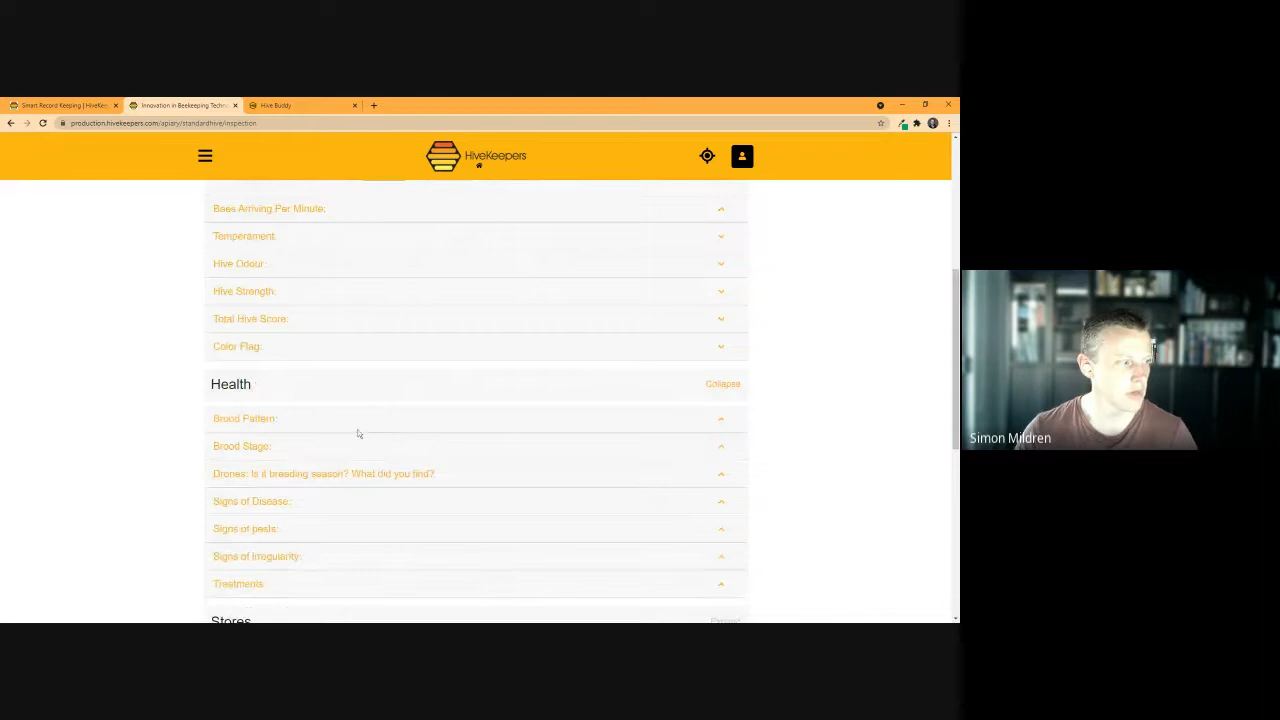 Smart Record Keeping | HiveKee
Innovation in Beekeeping Techn
Hive Buddy
production.hivekeepers.com/apiary/standardhive/inspection
HiveKeepers
Bees Arriving Per Minute:
Temperament:
Hive Odour:
Hive Strength:
Total Hive Score:
Color Flag:
Health
Collapse
Brood Pattern:
Brood Stage:
Drones: Is it breeding season? What did you find?
Signs of Disease:
Signs of pests:
Signs of Irregularity:
Treatments
Stores
Simon Mildren